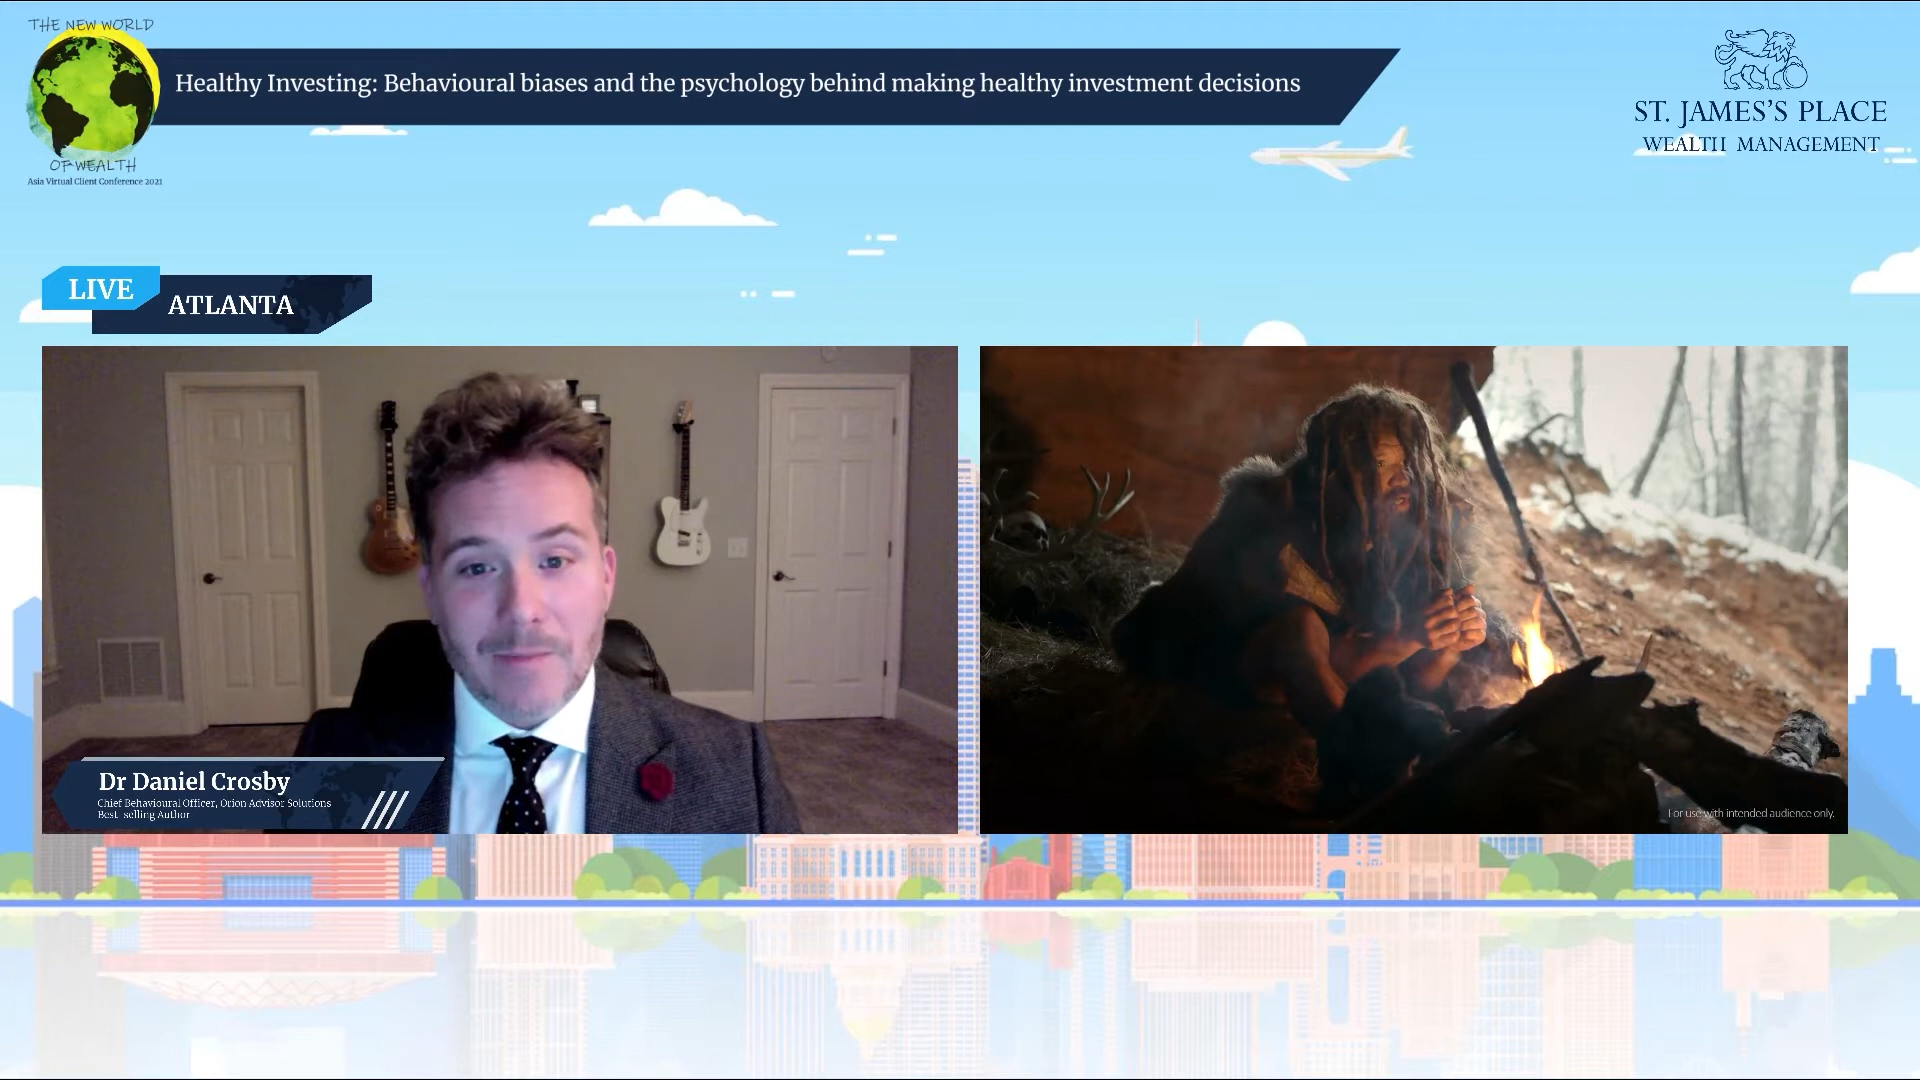 THE NEW WORLD
OF WEALTH
Asia Virtual Client Conference 2021
Healthy Investing: Behavioural biases and the psychology behind making healthy investment decisions
ST. JAMES'S PLACE
WEALTH MANAGEMENT
LIVE
ATLANTA
Dr Daniel Crosby
Chief Behavioural Officer, Orion Advisor Solutions
Best-selling Author
For use with intended audience only.